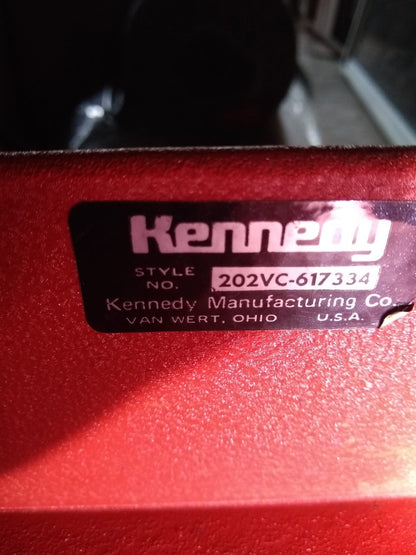 Kennedy
STYLE
NO. 202VC-617334
Kennedy Manufacturing Co.
VAN WERT, OHIO U.S.A.